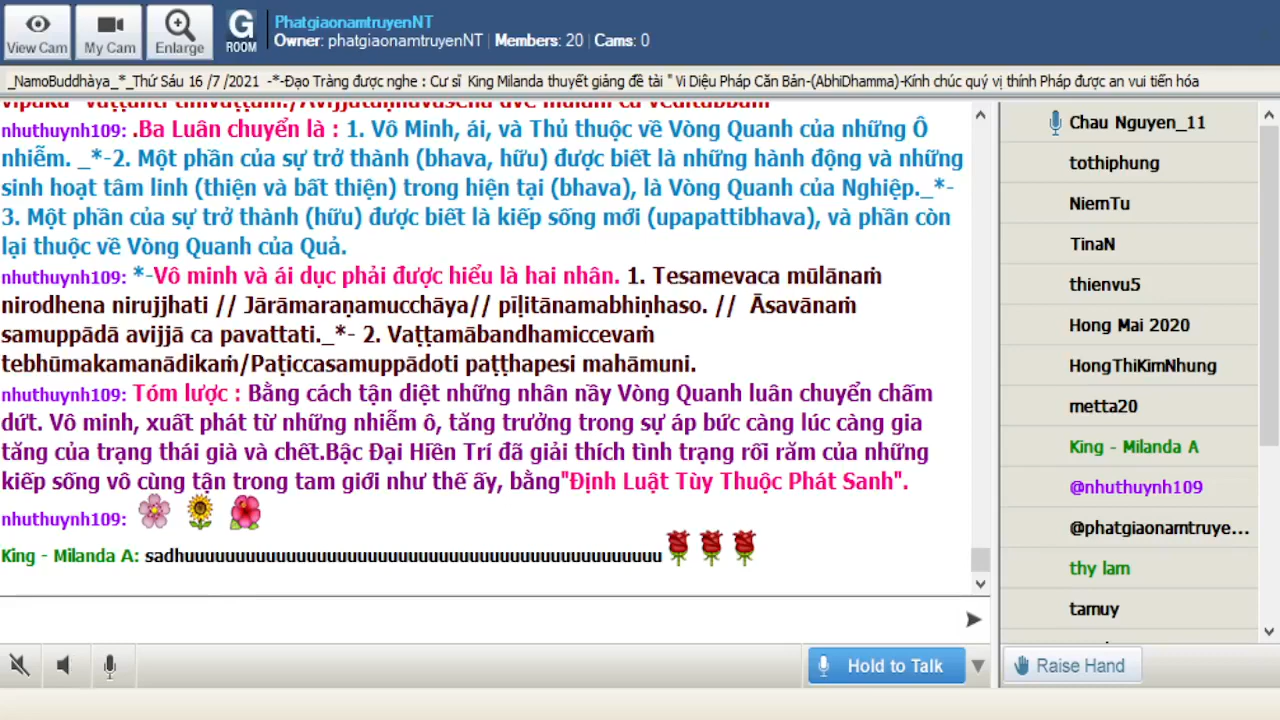 PhatgiaonamtruyenNT
Owner: phatgiaonamtruyenNT | Members: 20 | Cams: 0
View Cam
My Cam
Enlarge
G
ROOM
_NamoBuddhàya_*_Thứ Sáu 16 /7 /2021 -*-Đạo Tràng được nghe : Cư sĩ King Milanda thuyết giảng đề tài " Vi Diệu Pháp Căn Bản-(AbhiDhamma)-Kính chúc quý vị thính Pháp được an vui tiến hóa
nhuthuynh109: .Ba Luân chuyển là : 1. Vô Minh, ái, và Thủ thuộc về Vòng Quanh của những Ô
nhiễm. _*-2. Một phần của sự trở thành (bhava, hữu) được biết là những hành động và những
sinh hoạt tâm linh (thiện và bất thiện) trong hiện tại (bhava), là Vòng Quanh của Nghiệp._*-
3. Một phần của sự trở thành (hữu) được biết là kiếp sống mới (upapattibhava), và phần còn
lại thuộc về Vòng Quanh của Quả.
nhuthuynh109: *-Vô minh và ái dục phải được hiểu là hai nhân. 1. Tesamevaca mūlānaṁ
nirodhena nirujjhati // Jārāmaraṇamucchāya// pīḷitānamabhiṇhaso. // Āsavānaṁ
samuppādā avijjā ca pavattati._*- 2. Vaṭṭamābandhamiccevaṁ
tebhūmakamanādikaṁ/Paṭiccasamuppādoti paṭṭhapesi mahāmuni.
nhuthuynh109: Tóm lược : Bằng cách tận diệt những nhân nầy Vòng Quanh luân chuyển chấm
dứt. Vô minh, xuất phát từ những nhiễm ô, tăng trưởng trong sự áp bức càng lúc càng gia
tăng của trạng thái già và chết.Bậc Đại Hiền Trí đã giải thích tình trạng rối răm của những
kiếp sống vô cùng tận trong tam giới như thế ấy, bằng"Định Luật Tùy Thuộc Phát Sanh".
nhuthuynh109:
King - Milanda A: sadhuuuuuuuuuuuuuuuuuuuuuuuuuuuuuuuuuuuuuuuuuuuuuuu
Chau Nguyen_11
tothiphung
NiemTu
TinaN
thienvu5
Hong Mai 2020
HongThiKimNhung
metta20
King - Milanda A
@nhuthuynh109
@phatgiaonamtruye...
thy lam
tamuy
Hold to Talk
Raise Hand